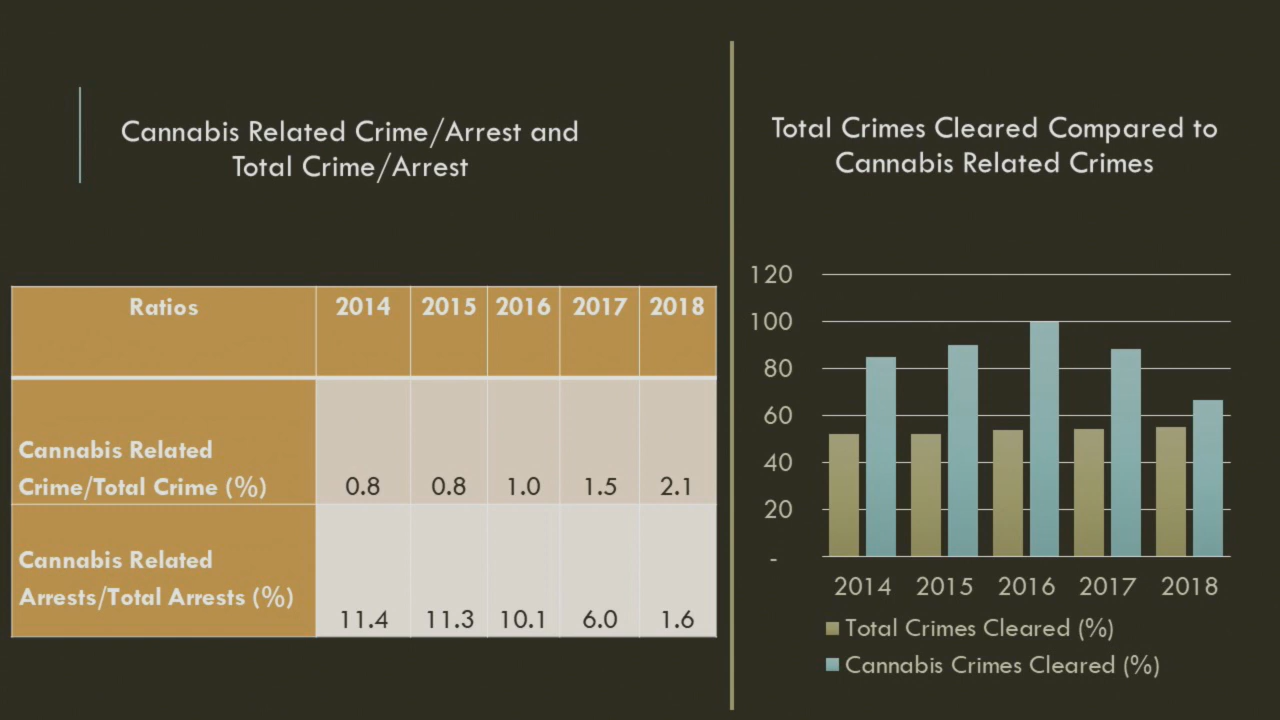 Cannabis Related Crime/Arrest and
Total Crime/Arrest
Ratios 2014 2015 2016 2017 2018
Cannabis Related
Crime/Total Crime (%) 0.8 0.8 1.0 1.5 2.1
Cannabis Related
Arrests/Total Arrests (%)
11.4 11.3 10.1 6.0 1.6
Total Crimes Cleared Compared to
Cannabis Related Crimes
120
100
80
60
40
20
-
2014 2015 2016 2017 2018
Total Crimes Cleared (%)
Cannabis Crimes Cleared (%)